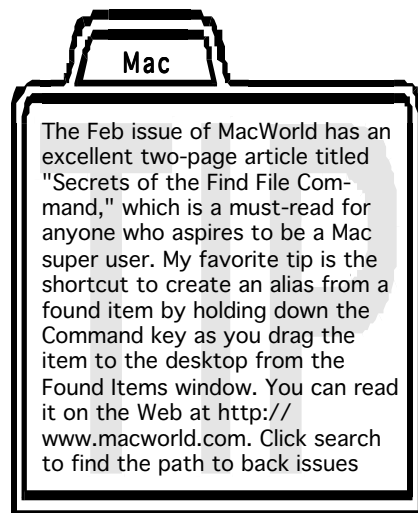 Mac
The Feb issue of MacWorld has an
excellent two-page article titled
"Secrets of the Find File Com-
mand," which is a must-read for
anyone who aspires to be a Mac
super user. My favorite tip is the
shortcut to create an alias from a
found item by holding down the
Command key as you drag the
item to the desktop from the
Found Items window. You can read
it on the Web at http://
www.macworld.com. Click search
to find the path to back issues
TIP